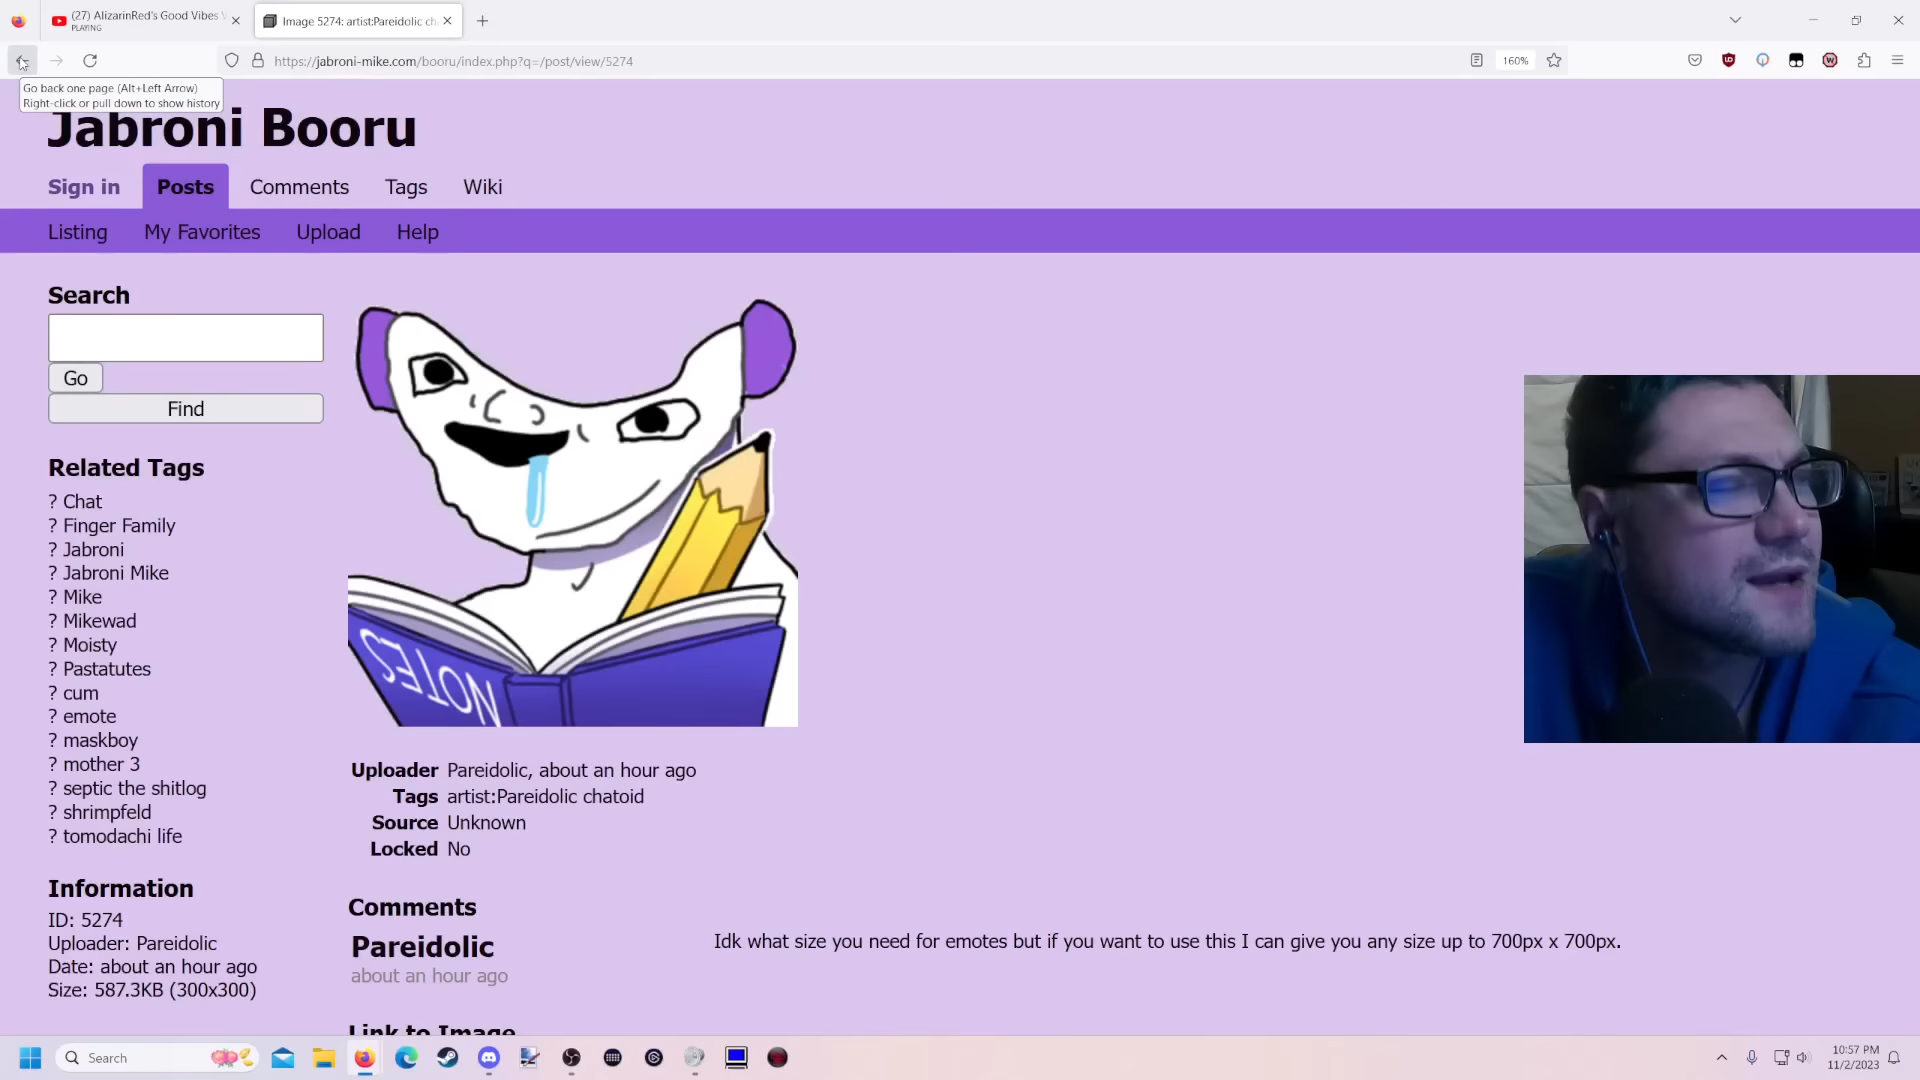 (27) AlizarinRed's Good Vibes
PLAYING
Image 5274: artist:Pareidolic ch
https://jabroni-mike.com/booru/index.php?q=/post/view/5274
160%
Go back one page (Alt+Left Arrow)
Right-click or pull down to show history
Jabroni Booru
Sign in Posts Comments Tags Wiki
Listing My Favorites Upload Help
Search
Go
Find
Related Tags
? Chat
? Finger Family
? Jabroni
? Jabroni Mike
? Mike
? Mikewad
? Moisty
? Pastatutes
? cum
? emote
? maskboy
? mother 3
? septic the shitlog
? shrimpfeld
? tomodachi life
Information
ID: 5274
Uploader: Pareidolic
Date: about an hour ago
Size: 587.3KB (300x300)
NOTES
Uploader Pareidolic, about an hour ago
Tags artist:Pareidolic chatoid
Source Unknown
Locked No
Comments
Pareidolic
about an hour ago
Idk what size you need for emotes but if you want to use this I can give you any size up to 700px x 700px.
Link to Image
Search
10:57 PM
11/2/2023